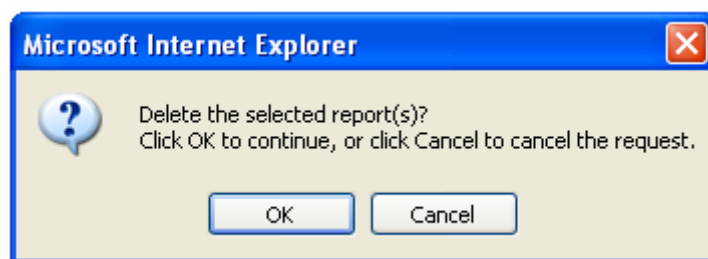 Microsoft Internet Explorer
Delete the selected report(s)?
Click OK to continue, or click Cancel to cancel the request.
OK
Cancel